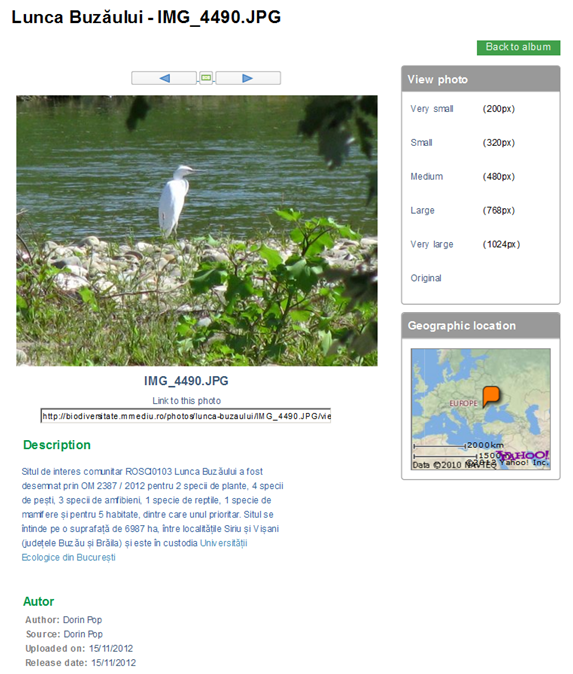 Lunca Buzăului - IMG_4490.JPG
Back to album
View photo
Very small (200px)
Small (320px)
Medium (480px)
Large (768px)
Very large (1024px)
Original
Geographic location
EUROPE
2000km
1500
YAHOO!
Data ©2010
Yahoo! Inc.
IMG_4490.JPG
Link to this photo
http://biodiversitate.mmediu.ro/photos/lunca-buzaului/IMG_4490.JPG/vie
Description
Situl de interes comunitar ROSCI0103 Lunca Buzăului a fost
desemnat prin OM 2387 / 2012 pentru 2 specii de plante, 4 specii
de pești, 3 specii de amfibieni, 1 specie de reptile, 1 specie de
mamifere și pentru 5 habitate, dintre care unul prioritar. Situl se
întinde pe o suprafață de 6987 ha, între localitățile Siriu și Vișani
(județele Buzău și Brăila) și este în custodia Universității
Ecologice din București
Autor
Author: Dorin Pop
Source: Dorin Pop
Uploaded on: 15/11/2012
Release date: 15/11/2012